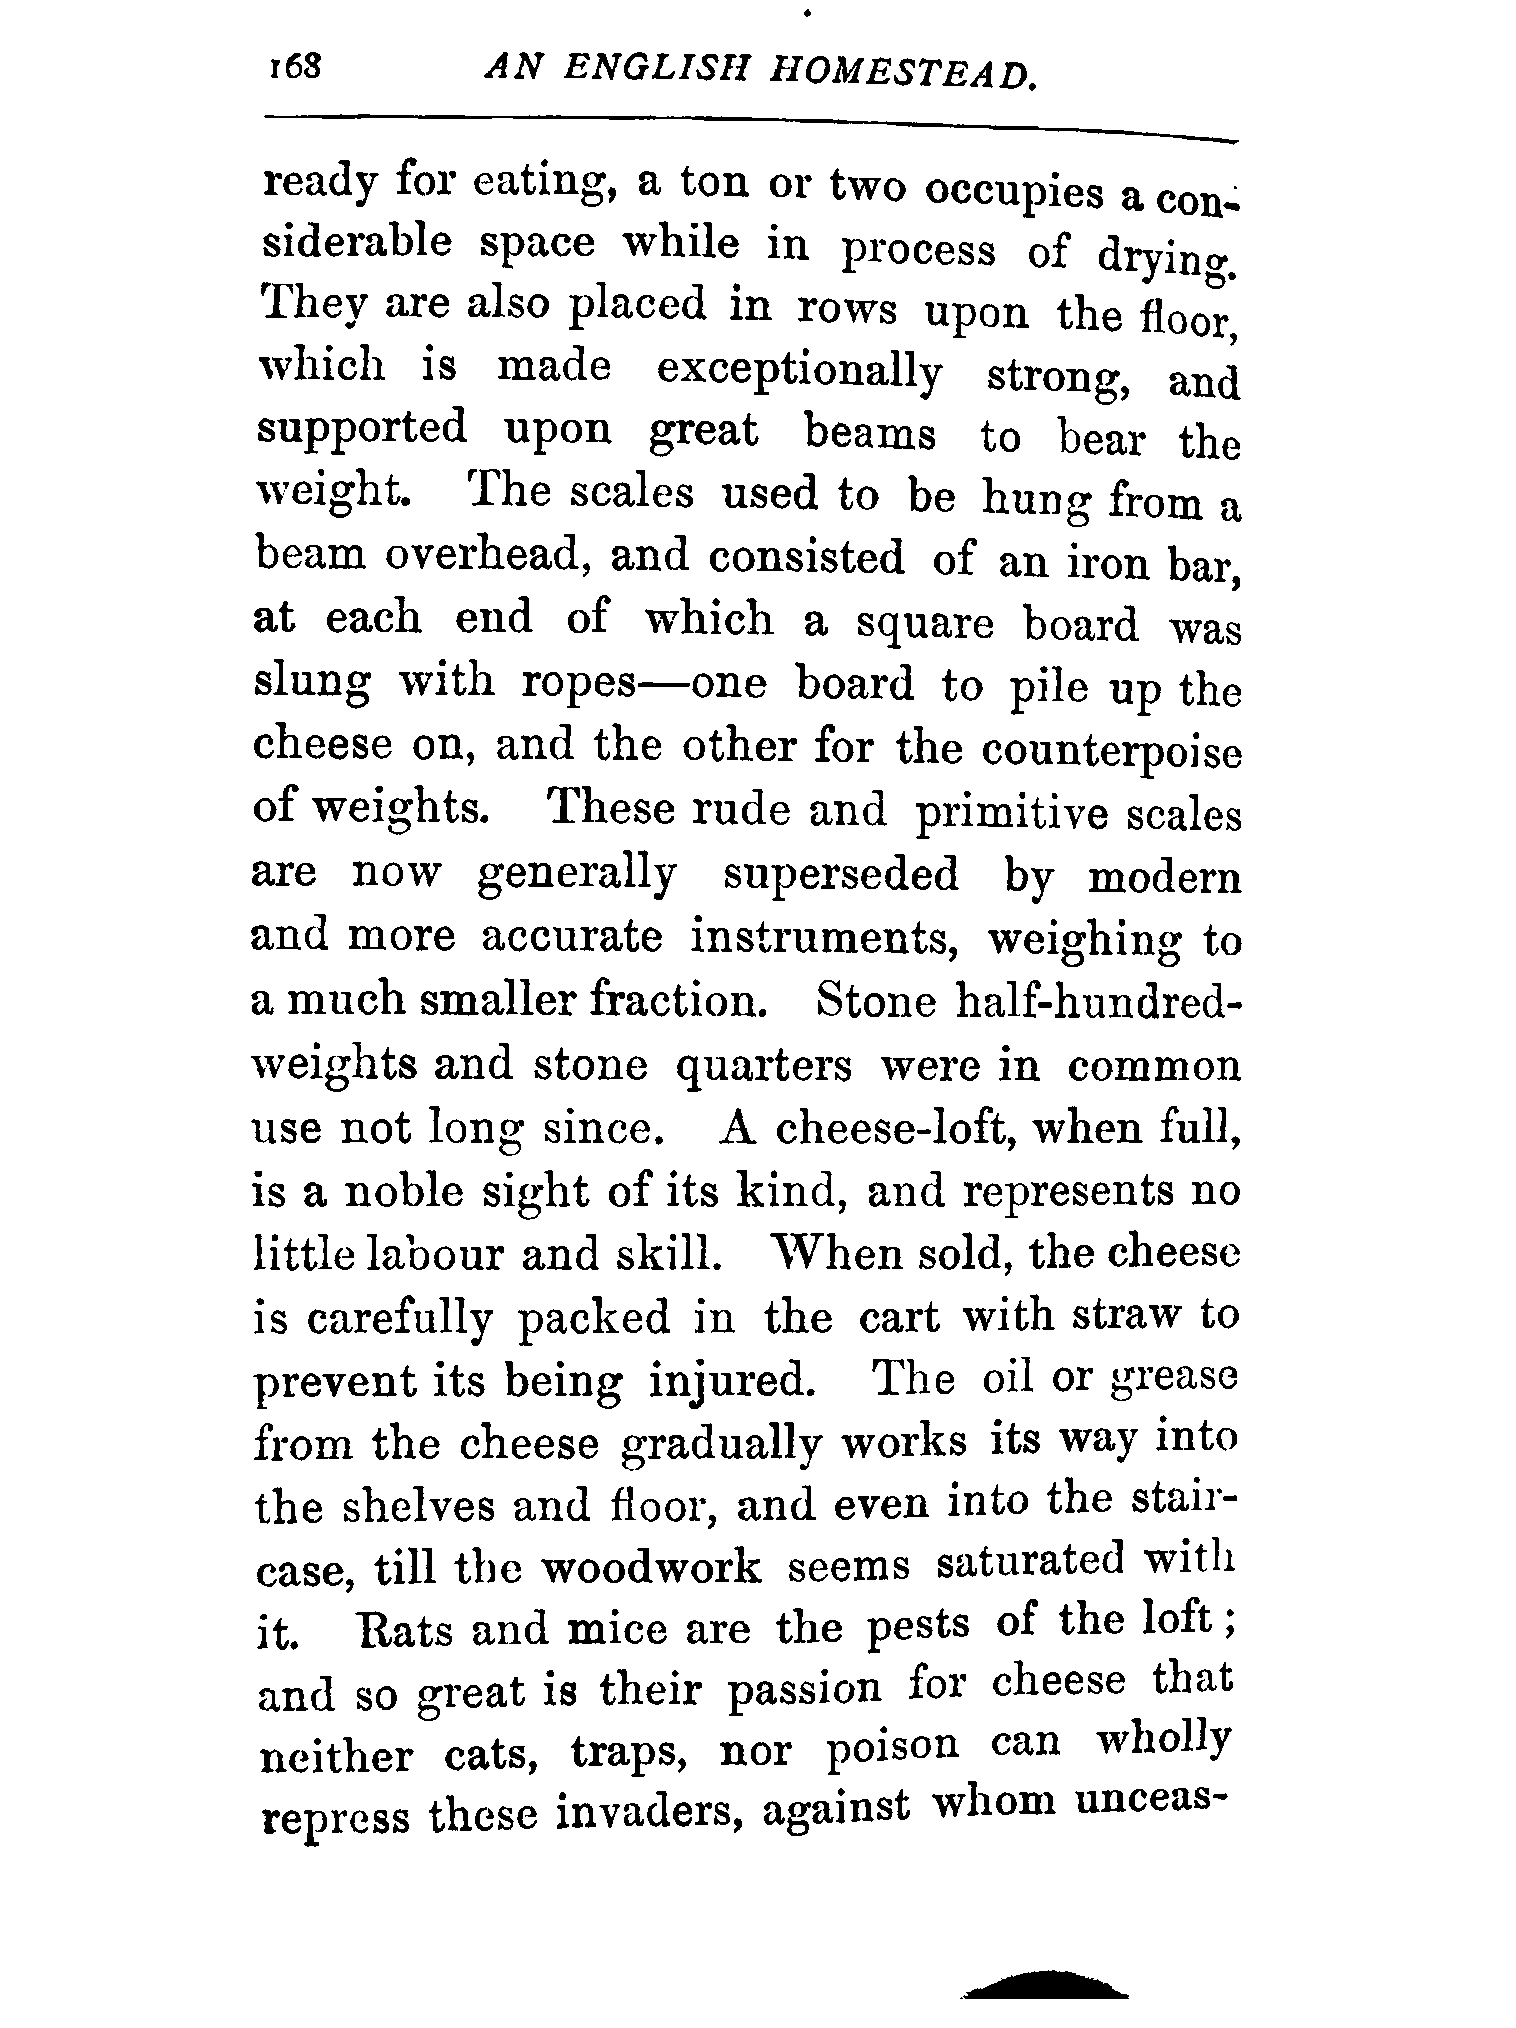 168 AN ENGLISH HOMESTEAD.
ready for eating, a ton or two occupies a con-
siderable space while in process of drying.
They are also placed in rows upon the floor,
which is made exceptionally strong, and
supported upon great beams to bear the
weight. The scales used to be hung from a
beam overhead, and consisted of an iron bar,
at each end of which a square board was
slung with ropes—one board to pile up the
cheese on, and the other for the counterpoise
of weights. These rude and primitive scales
are now generally superseded by modern
and more accurate instruments, weighing to
a much smaller fraction. Stone half-hundred-
weights and stone quarters were in common
use not long since. A cheese-loft, when full,
is a noble sight of its kind, and represents no
little labour and skill. When sold, the cheese
is carefully packed in the cart with straw to
prevent its being injured. The oil or grease
from the cheese gradually works its way into
the shelves and floor, and even into the stair-
case, till the woodwork seems saturated with
it. Rats and mice are the pests of the loft;
and so great is their passion for cheese that
neither cats, traps, nor poison can wholly
repress these invaders, against whom unceas-